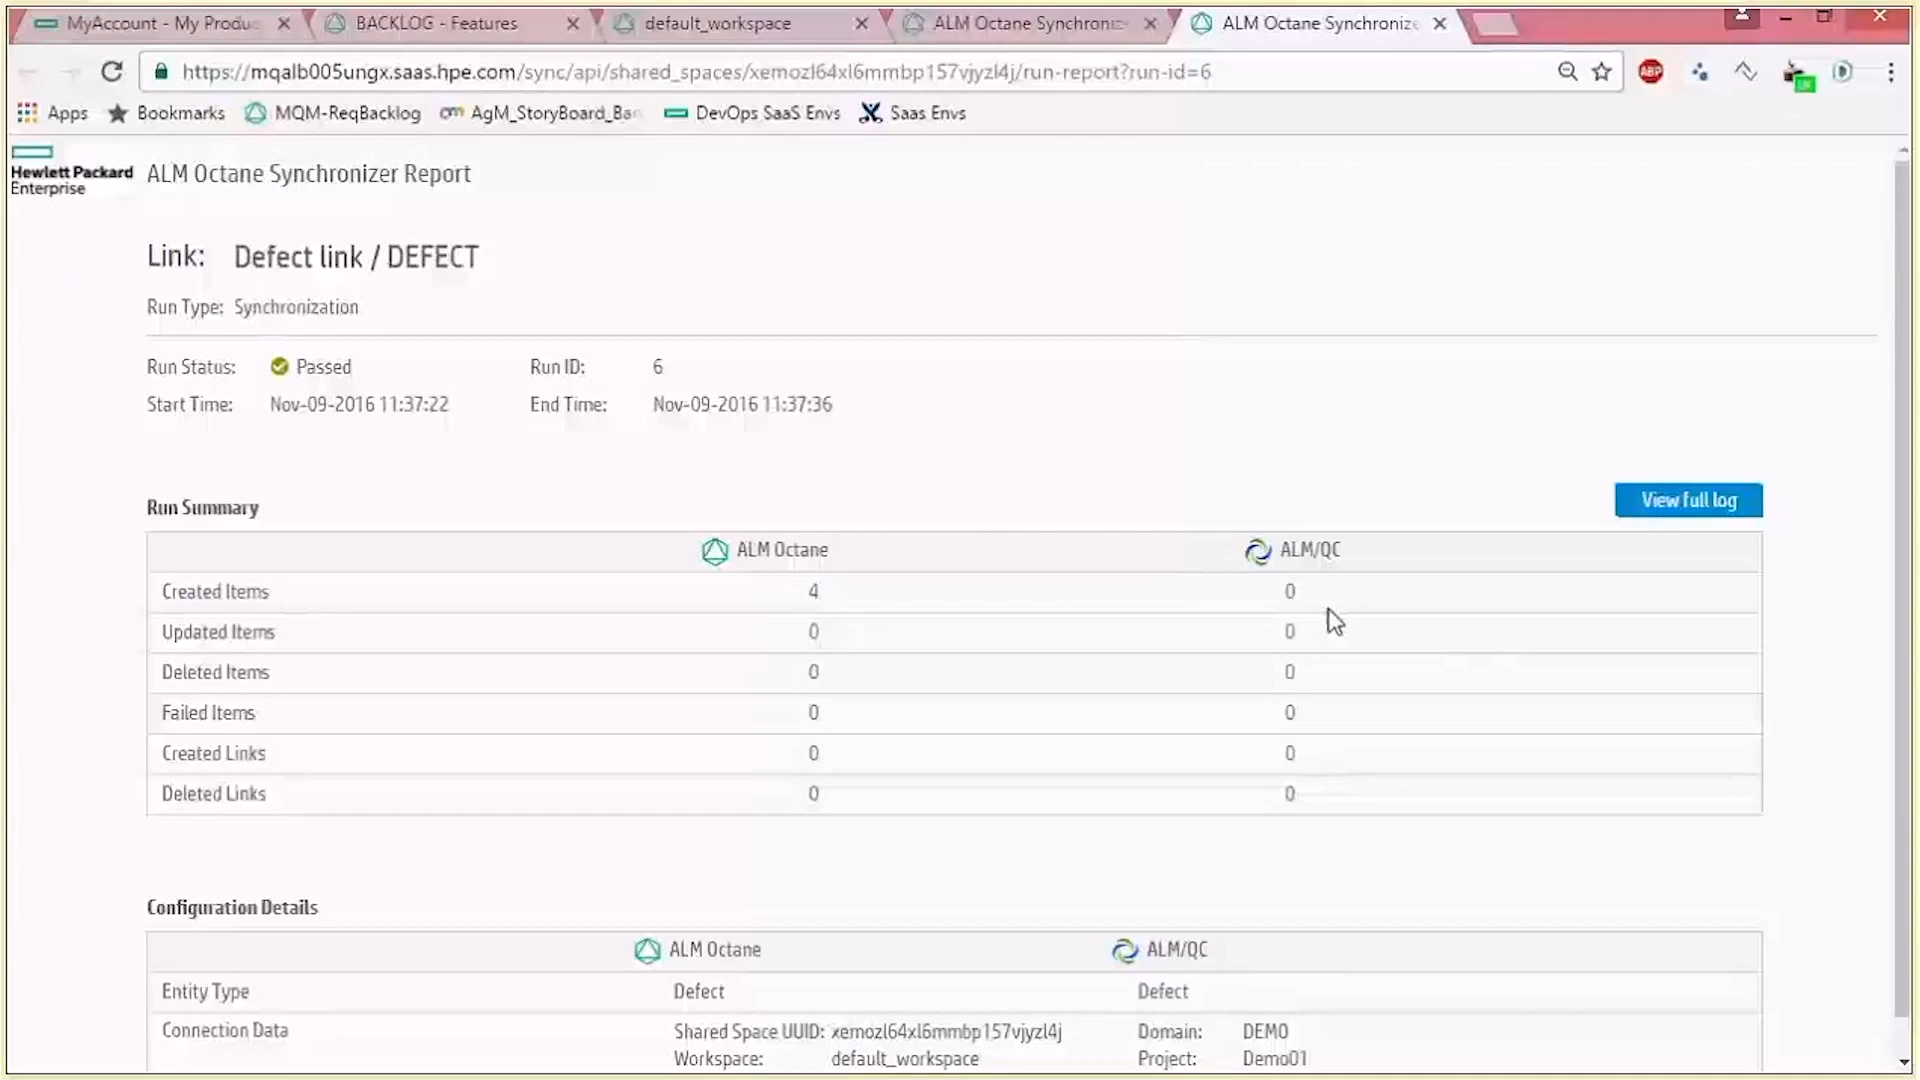 MyAccount - My Produc
BACKLOG - Features
default_workspace
ALM Octane Synchroniz
ALM Octane Synchronize
https://mqalb005ungx.saas.hpe.com/sync/api/shared_spaces/xemozl64xl6mmbp157vjyzl4j/run-report?run-id=6
ABP
Apps
Bookmarks
MQM-ReqBacklog
AgM_StoryBoard_Ban
DevOps SaaS Envs
Saas Envs
Hewlett Packard
Enterprise
ALM Octane Synchronizer Report
Link: Defect link / DEFECT
Run Type: Synchronization
Run Status: Passed Run ID: 6
Start Time: Nov-09-2016 11:37:22 End Time: Nov-09-2016 11:37:36
Run Summary
View full log
ALM Octane ALM/QC
Created Items 4 0
Updated Items 0 0
Deleted Items 0 0
Failed Items 0 0
Created Links 0 0
Deleted Links 0 0
Configuration Details
ALM Octane ALM/QC
Entity Type Defect Defect
Connection Data Shared Space UUID: xemozl64xl6mmbp157vjyzl4j Domain: DEMO
Workspace: default_workspace Project: Demo01